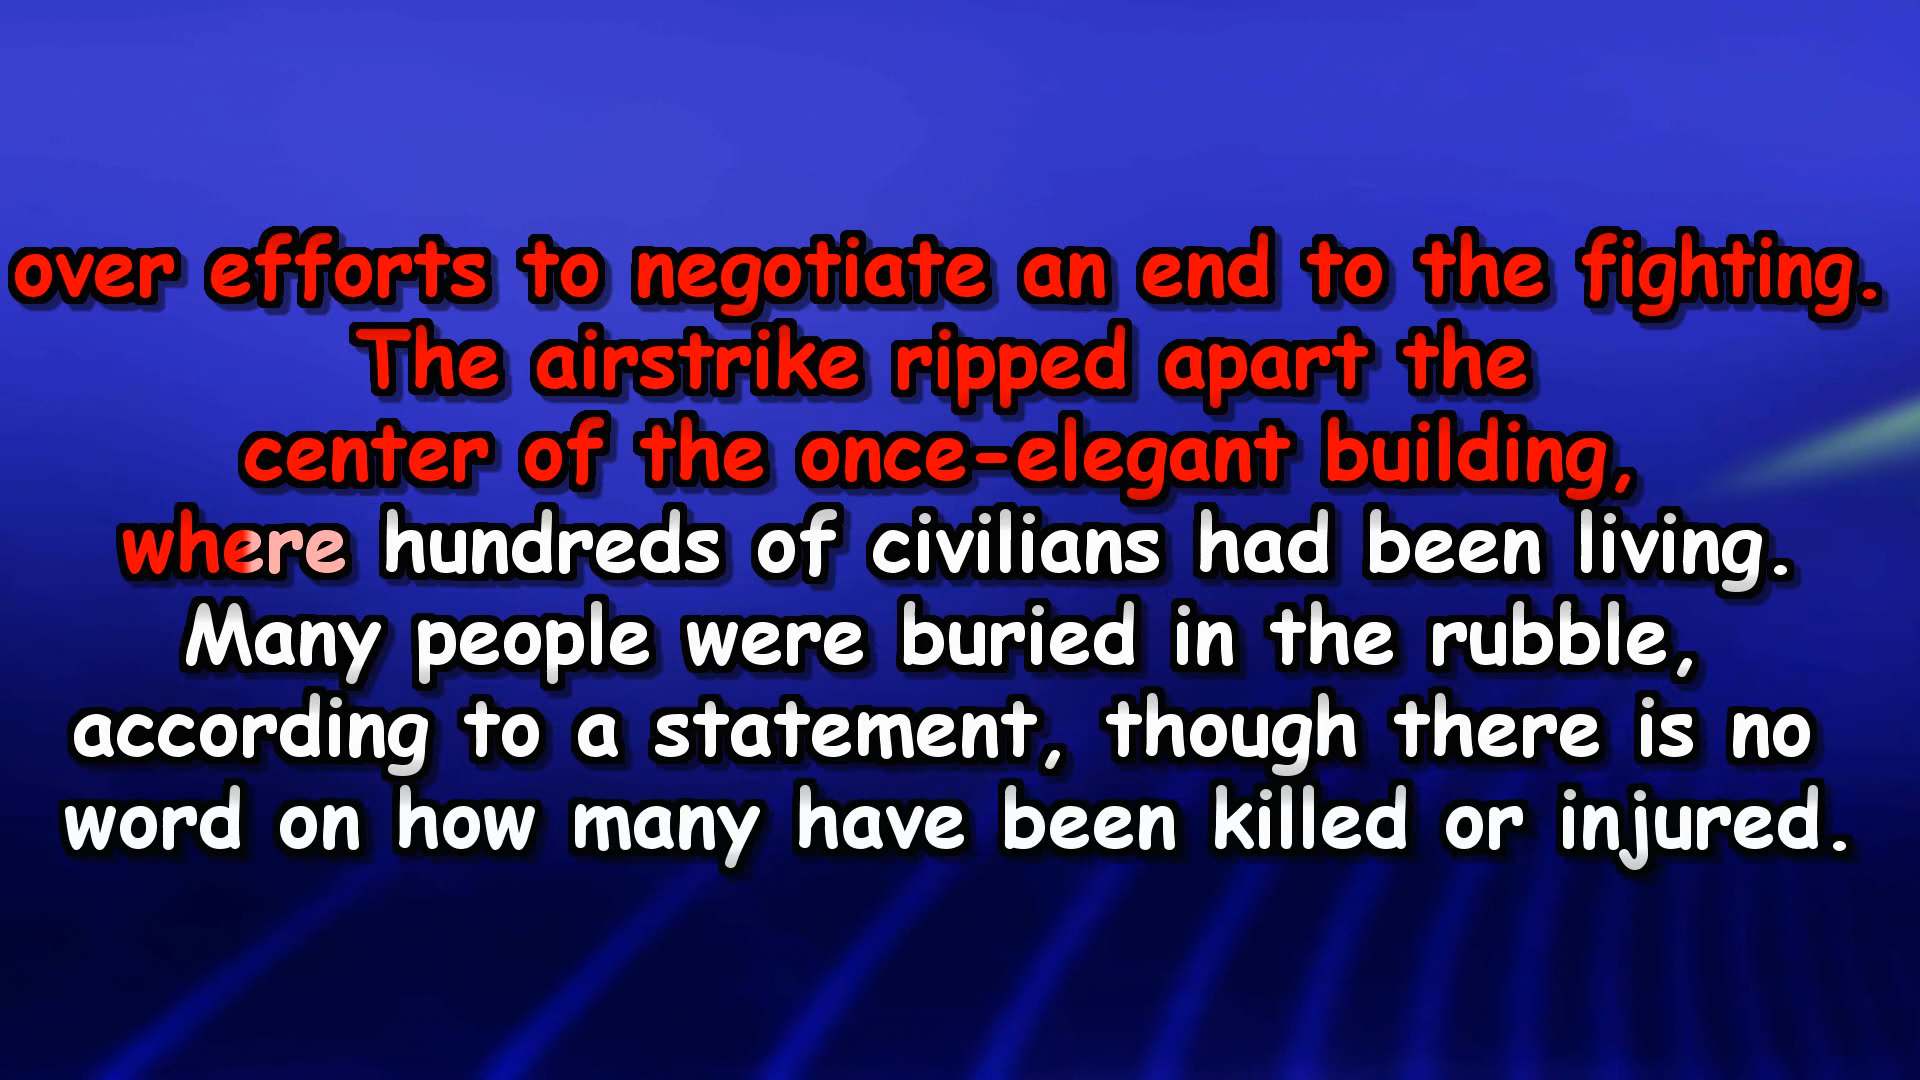 over efforts to negotiate an end to the fighting.
The airstrike ripped apart the
center of the once-elegant building,
where hundreds of civilians had been living.
Many people were buried in the rubble,
according to a statement, though there is no
word on how many have been killed or injured.